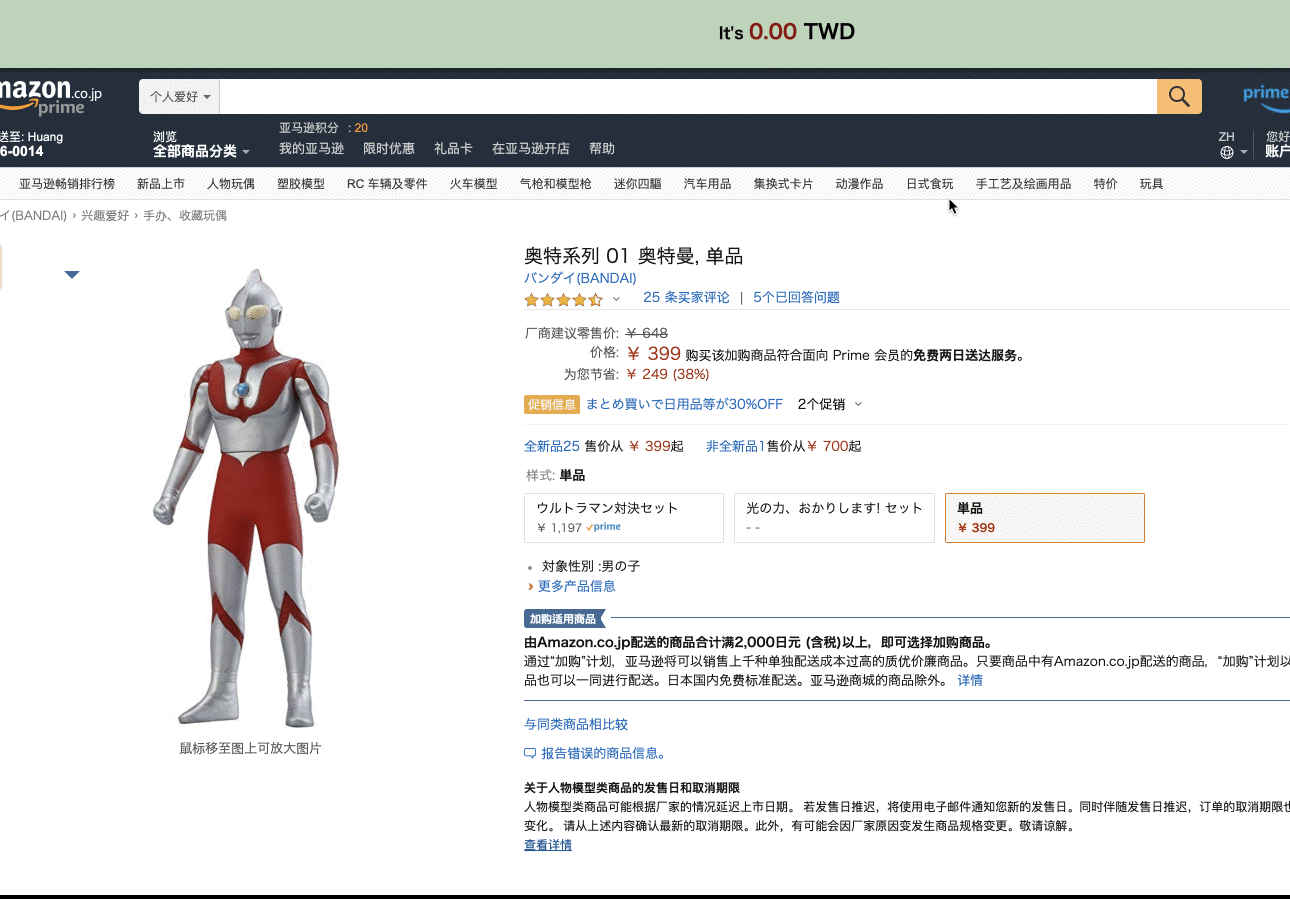 It's 0.00 TWD
mazon.co.jp
prime
个人爱好
prime
送至: Huang
6-0014
浏览
全部商品分类
亚马逊积分 : 20
我的亚马逊 限时优惠 礼品卡 在亚马逊开店 帮助
ZH
您好
账户
亚马逊畅销排行榜 新品上市 人物玩偶 塑胶模型 RC 车辆及零件 火车模型 气枪和模型枪 迷你四驅 汽车用品 集换式卡片 动漫作品 日式食玩 手工艺及绘画用品 特价 玩具
イ(BANDAI) › 兴趣爱好 › 手办、收藏玩偶
奥特系列 01 奥特曼, 单品
バンダイ(BANDAI)
25 条买家评论 | 5个已回答问题
厂商建议零售价: ￥ 648
价格: ￥ 399 购买该加购商品符合面向 Prime 会员的免费两日送达服务。
为您节省: ￥ 249 (38%)
促销信息 まとめ買いで日用品等が30%OFF 2个促销
全新品25 售价从 ￥ 399起 非全新品1售价从￥ 700起
样式: 単品
ウルトラマン対決セット
￥ 1,197 prime
光の力、おかりします! セット
- -
単品
￥ 399
対象性別 :男の子
› 更多产品信息
加购适用商品
由Amazon.co.jp配送的商品合计满2,000日元 (含税)以上，即可选择加购商品。
通过“加购”计划，亚马逊将可以销售上千种单独配送成本过高的质优价廉商品。只要商品中有Amazon.co.jp配送的商品，“加购”计划以
品也可以一同进行配送。日本国内免费标准配送。亚马逊商城的商品除外。 详情
与同类商品相比较
报告错误的商品信息。
关于人物模型类商品的发售日和取消期限
人物模型类商品可能根据厂家的情况延迟上市日期。 若发售日推迟，将使用电子邮件通知您新的发售日。同时伴随发售日推迟，订单的取消期限也
变化。 请从上述内容确认最新的取消期限。此外，有可能会因厂家原因变发生商品规格变更。敬请谅解。
查看详情
鼠标移至图上可放大图片